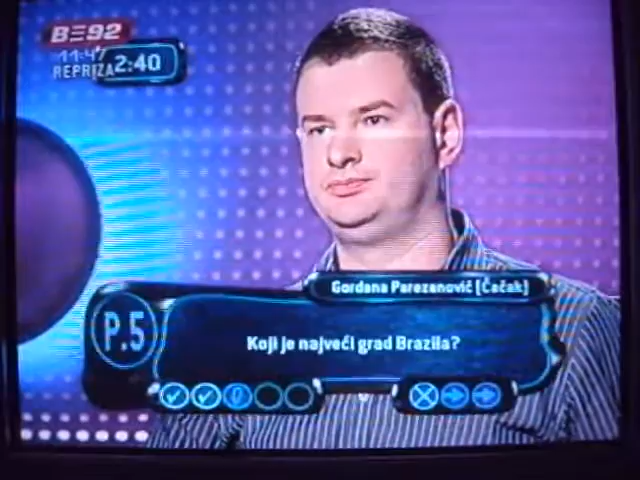 B92
11:47
REPRIZA
2:40
Gordana Parezanović [Čačak]
P.5
Koji je najveći grad Brazila?